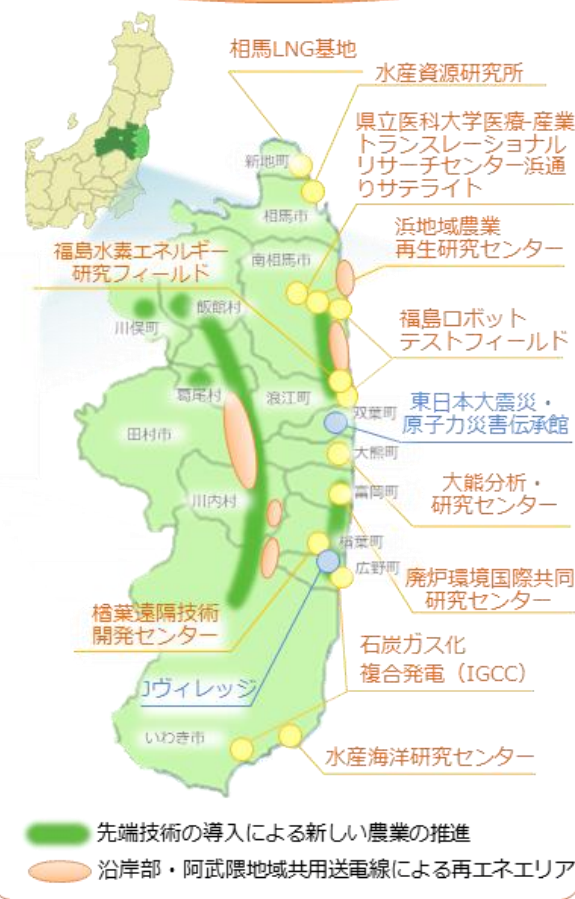 相馬LNG基地
水産資源研究所
県立医科大学医療-産業
トランスレーショナル
リサーチセンター浜通
りサテライト
新地町
相馬市
浜地域農業
再生研究センター
福島水素エネルギー
研究フィールド
南相馬市
飯館村
川俣町
福島ロボット
テストフィールド
葛尾村
浪江町
双葉町
東日本大震災・
原子力災害伝承館
田村市
大熊町
大熊分析・
研究センター
川内村
富岡町
楢葉町
広野町
廃炉環境国際共同
研究センター
楢葉遠隔技術
開発センター
石炭ガス化
複合発電（IGCC）
Jヴィレッジ
いわき市
水産海洋研究センター
先端技術の導入による新しい農業の推進
沿岸部・阿武隈地域共用送電線による再エネエリア